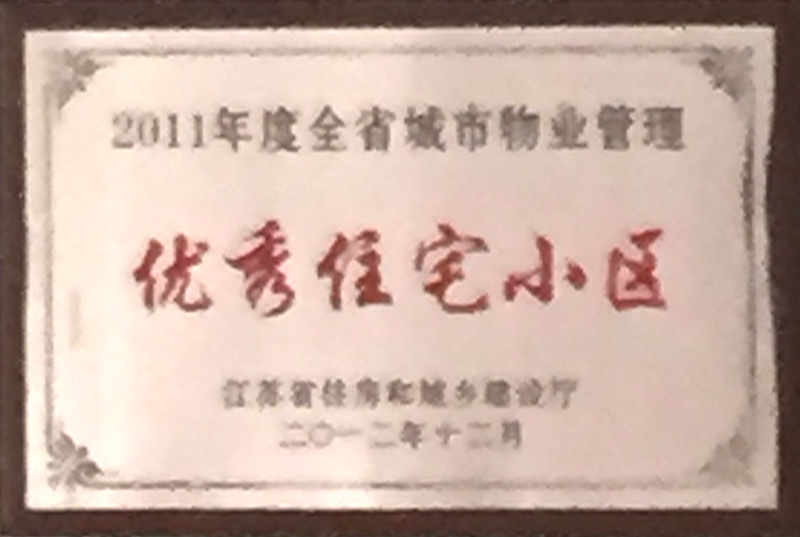 2011年度全省城市物业管理
优秀住宅小区
江苏省住房和城乡建设厅
二〇一二年十二月